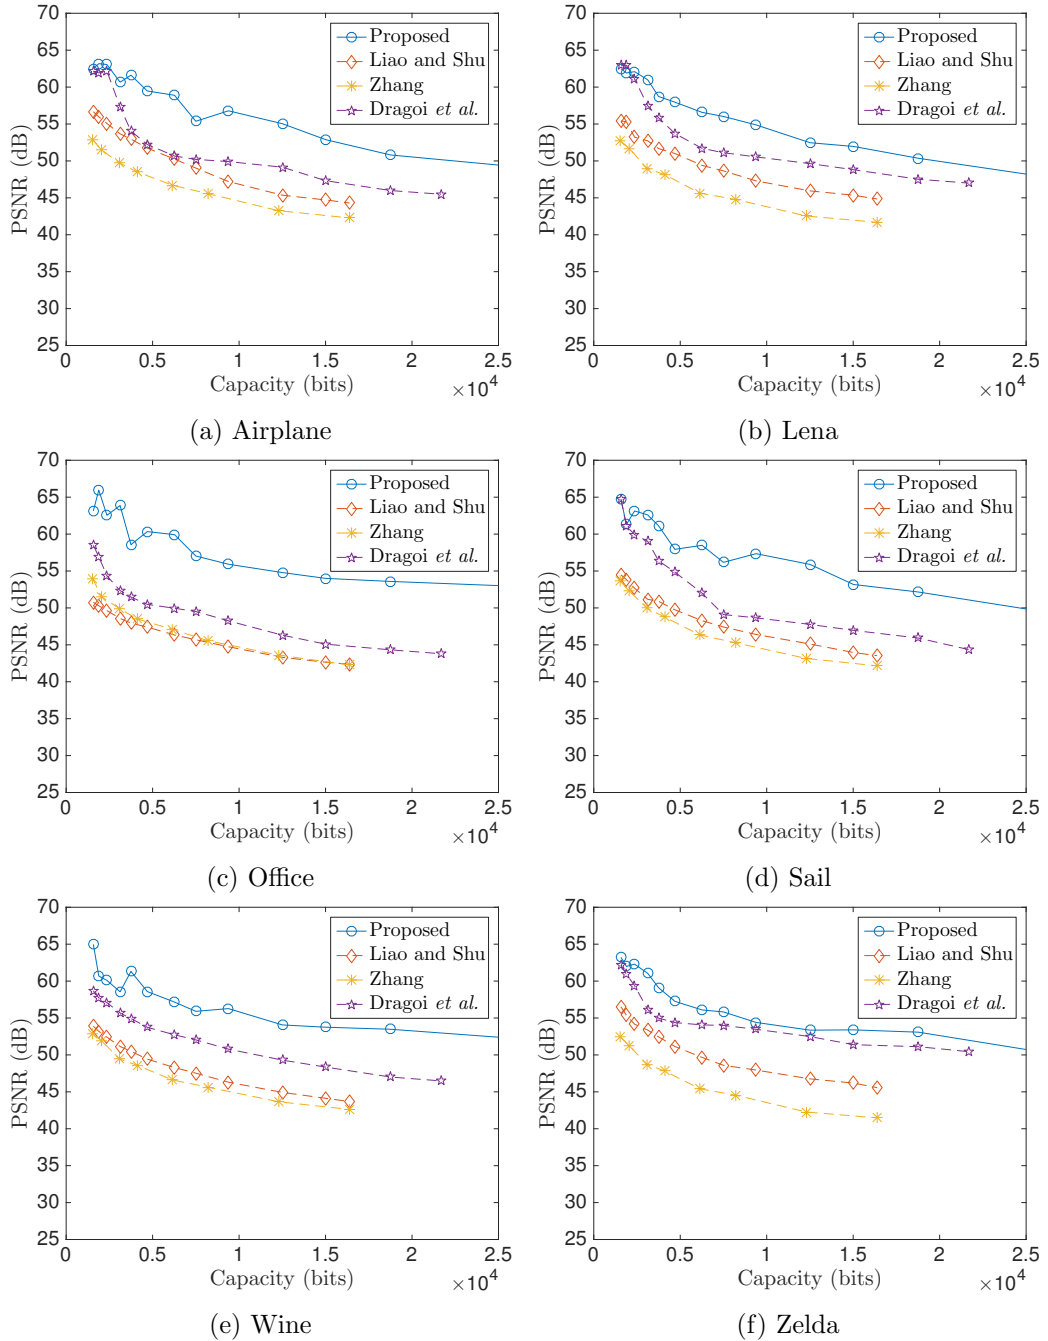 70
65
60
55
50
45
40
35
30
25
PSNR (dB)
0 0.5 1 1.5 2 2.5
Capacity (bits)
×10^4
Proposed
Liao and Shu
Zhang
Dragoi et al.
(a) Airplane
70
65
60
55
50
45
40
35
30
25
PSNR (dB)
0 0.5 1 1.5 2 2.5
Capacity (bits)
×10^4
Proposed
Liao and Shu
Zhang
Dragoi et al.
(b) Lena
70
65
60
55
50
45
40
35
30
25
PSNR (dB)
0 0.5 1 1.5 2 2.5
Capacity (bits)
×10^4
Proposed
Liao and Shu
Zhang
Dragoi et al.
(c) Office
70
65
60
55
50
45
40
35
30
25
PSNR (dB)
0 0.5 1 1.5 2 2.5
Capacity (bits)
×10^4
Proposed
Liao and Shu
Zhang
Dragoi et al.
(d) Sail
70
65
60
55
50
45
40
35
30
25
PSNR (dB)
0 0.5 1 1.5 2 2.5
Capacity (bits)
×10^4
Proposed
Liao and Shu
Zhang
Dragoi et al.
(e) Wine
70
65
60
55
50
45
40
35
30
25
PSNR (dB)
0 0.5 1 1.5 2 2.5
Capacity (bits)
×10^4
Proposed
Liao and Shu
Zhang
Dragoi et al.
(f) Zelda